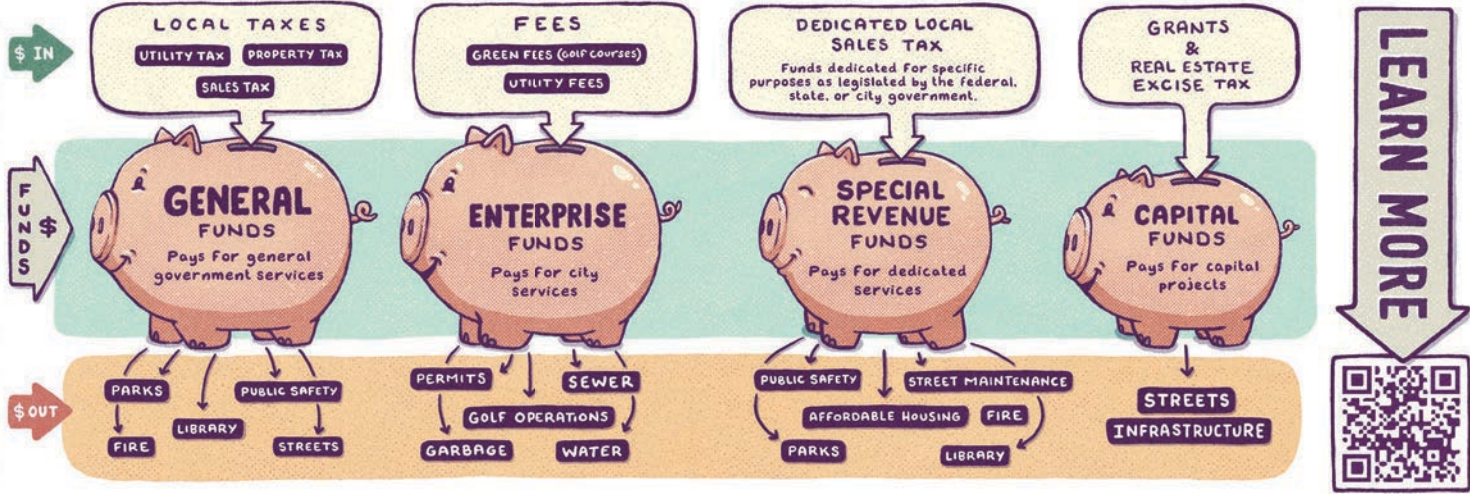 $ IN
LOCAL TAXES
UTILITY TAX
PROPERTY TAX
SALES TAX
FEES
GREEN FEES (GOLF COURSES)
UTILITY FEES
DEDICATED LOCAL
SALES TAX
Funds dedicated for specific
purposes as legislated by the federal,
state, or city government.
GRANTS
&
REAL ESTATE
EXCISE TAX
FUNDS $
GENERAL
FUNDS
Pays for general
government services
ENTERPRISE
FUNDS
Pays for city
services
SPECIAL
REVENUE
FUNDS
Pays for dedicated
services
CAPITAL
FUNDS
Pays for capital
projects
$ OUT
PARKS
FIRE
LIBRARY
PUBLIC SAFETY
STREETS
PERMITS
SEWER
GOLF OPERATIONS
GARBAGE
WATER
PUBLIC SAFETY
STREET MAINTENANCE
AFFORDABLE HOUSING
FIRE
PARKS
LIBRARY
STREETS
INFRASTRUCTURE
LEARN MORE